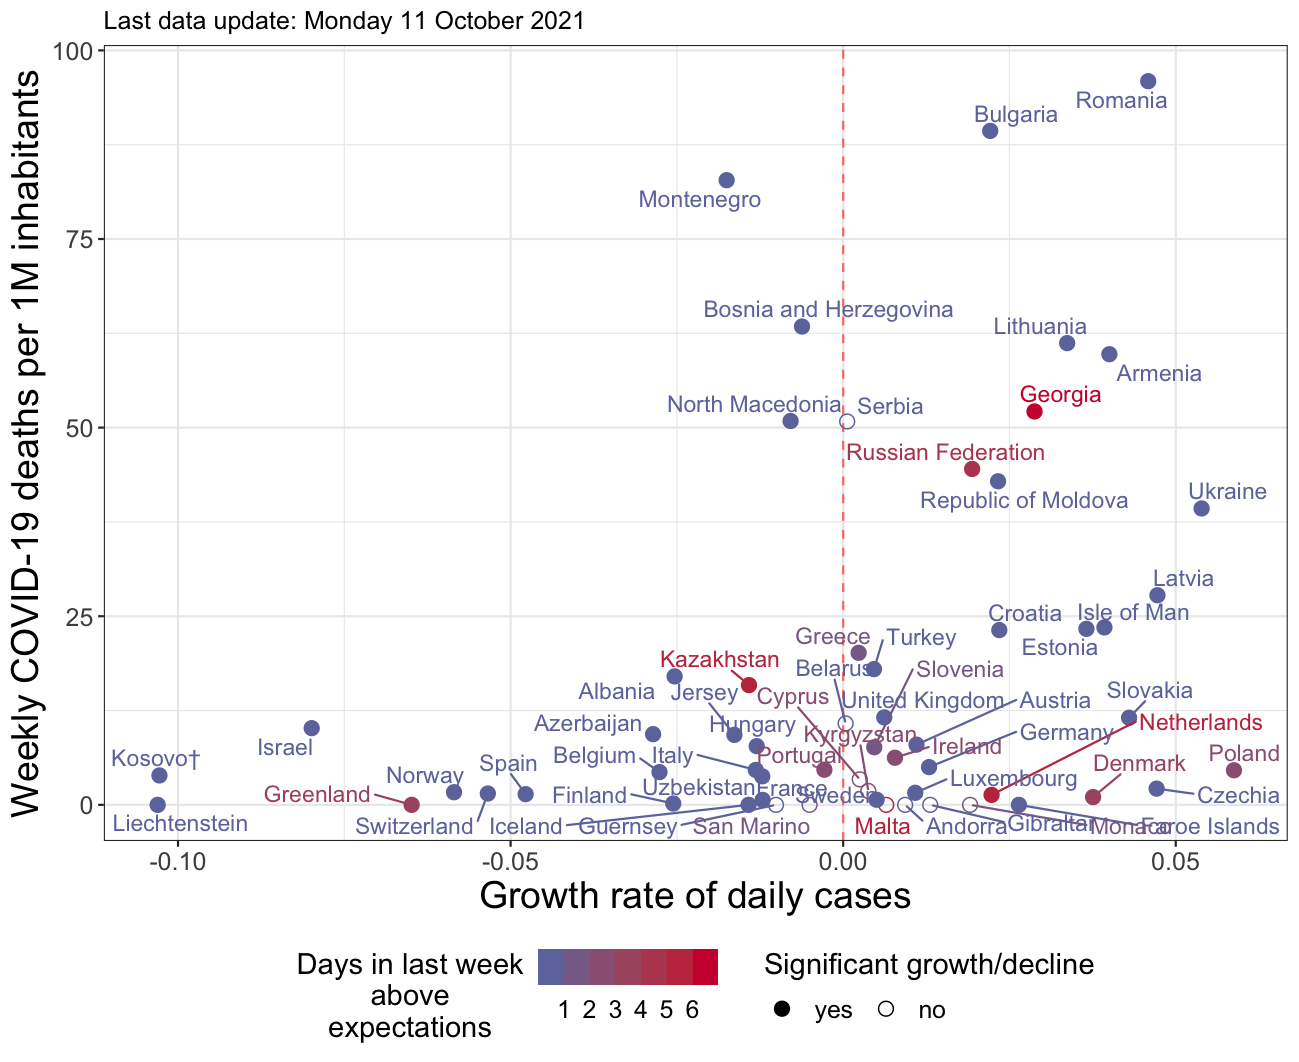 Last data update: Monday 11 October 2021
Weekly COVID-19 deaths per 1M inhabitants
100
75
50
25
0
Romania
Bulgaria
Montenegro
Bosnia and Herzegovina
Lithuania
Armenia
Georgia
North Macedonia
Serbia
Russian Federation
Republic of Moldova
Ukraine
Latvia
Croatia
Isle of Man
Estonia
Greece
Turkey
Kazakhstan
Belarus
Slovenia
Albania
Jersey
Cyprus
United Kingdom
Austria
Slovakia
Azerbaijan
Hungary
Kyrgyzstan
Germany
Netherlands
Israel
Ireland
Kosovo†
Belgium
Italy
Portugal
Poland
Norway
Spain
Denmark
Greenland
Finland
Uzbekistan
France
Sweden
Luxembourg
Czechia
Liechtenstein
Switzerland
Iceland
Guernsey
San Marino
Malta
Andorra
Gibraltar
Monaco
Faroe Islands
-0.10
-0.05
0.00
0.05
Growth rate of daily cases
Days in last week
above
expectations
1 2 3 4 5 6
Significant growth/decline
yes
no